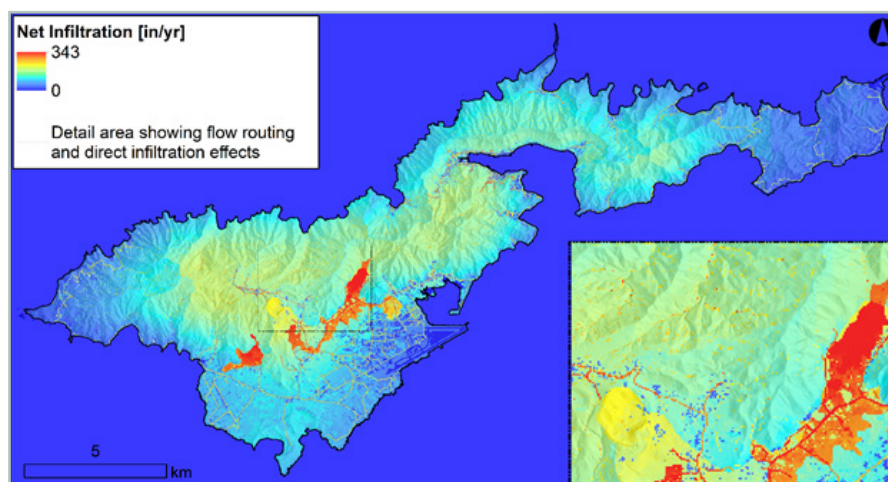 Net Infiltration [in/yr]
343
0
Detail area showing flow routing
and direct infiltration effects
5
km